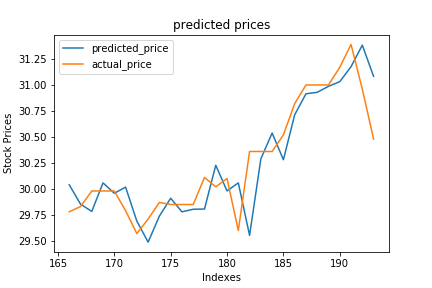 predicted prices
predicted_price
actual_price
Stock Prices
31.25
31.00
30.75
30.50
30.25
30.00
29.75
29.50
165 170 175 180 185 190
Indexes